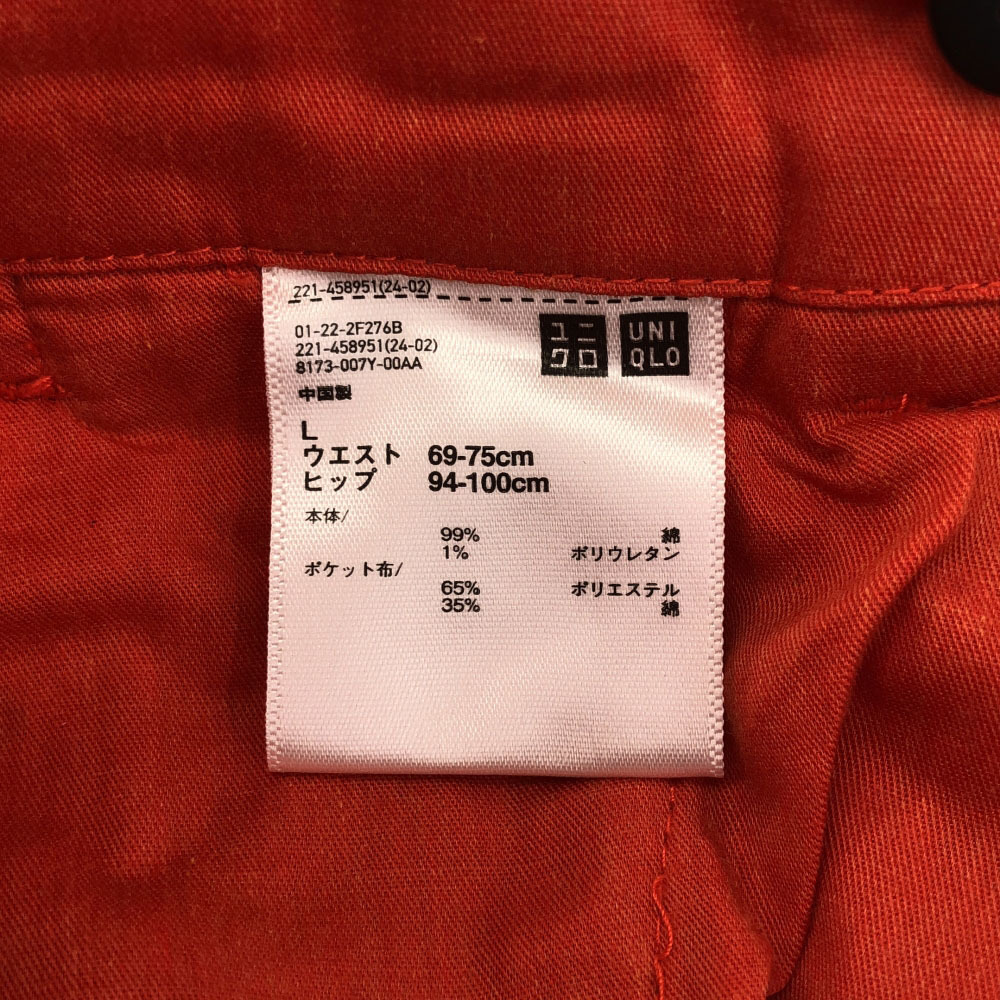 221-458951(24-02)
01-22-2F276B
221-458951(24-02)
8173-007Y-00AA
中国製
ユニ
クロ
UNI
QLO
L
ウエスト 69-75cm
ヒップ 94-100cm
本体/
99% 綿
1% ポリウレタン
ポケット布/
65% ポリエステル
35% 綿